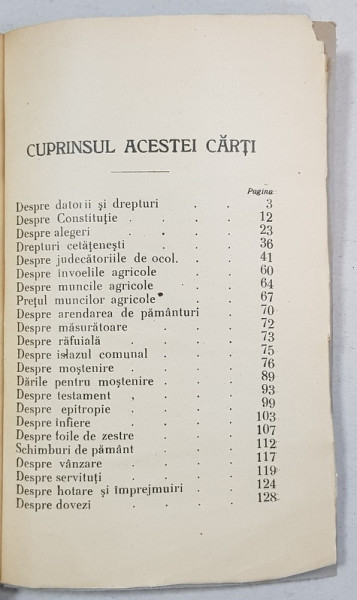 CUPRINSUL ACESTEI CĂRȚI
Pagina
Despre datorii și drepturi . . 3
Despre Constituție . . . . 12
Despre alegeri . . . . 23
Drepturi cetățenești . . . 36
Despre judecătoriile de ocol. . . 41
Despre învoelile agricole . . 60
Despre muncile agricole . . 64
Prețul muncilor agricole . . 67
Despre arendarea de pământuri . 70
Despre măsurătoare . . . 72
Despre răfuială . . . 73
Despre islazul comunal . . 75
Despre moștenire . . . . 76
Dările pentru moștenire . . . 89
Despre testament . . . . 93
Despre epitropie . . . . 99
Despre înfiere . . . . 103
Despre foile de zestre . . . 107
Schimburi de pământ . . . 112
Despre vânzare . . . . 117
Despre servituți . . . . 119
Despre hotare și împrejmuiri . . 124
Despre dovezi . . . . 128